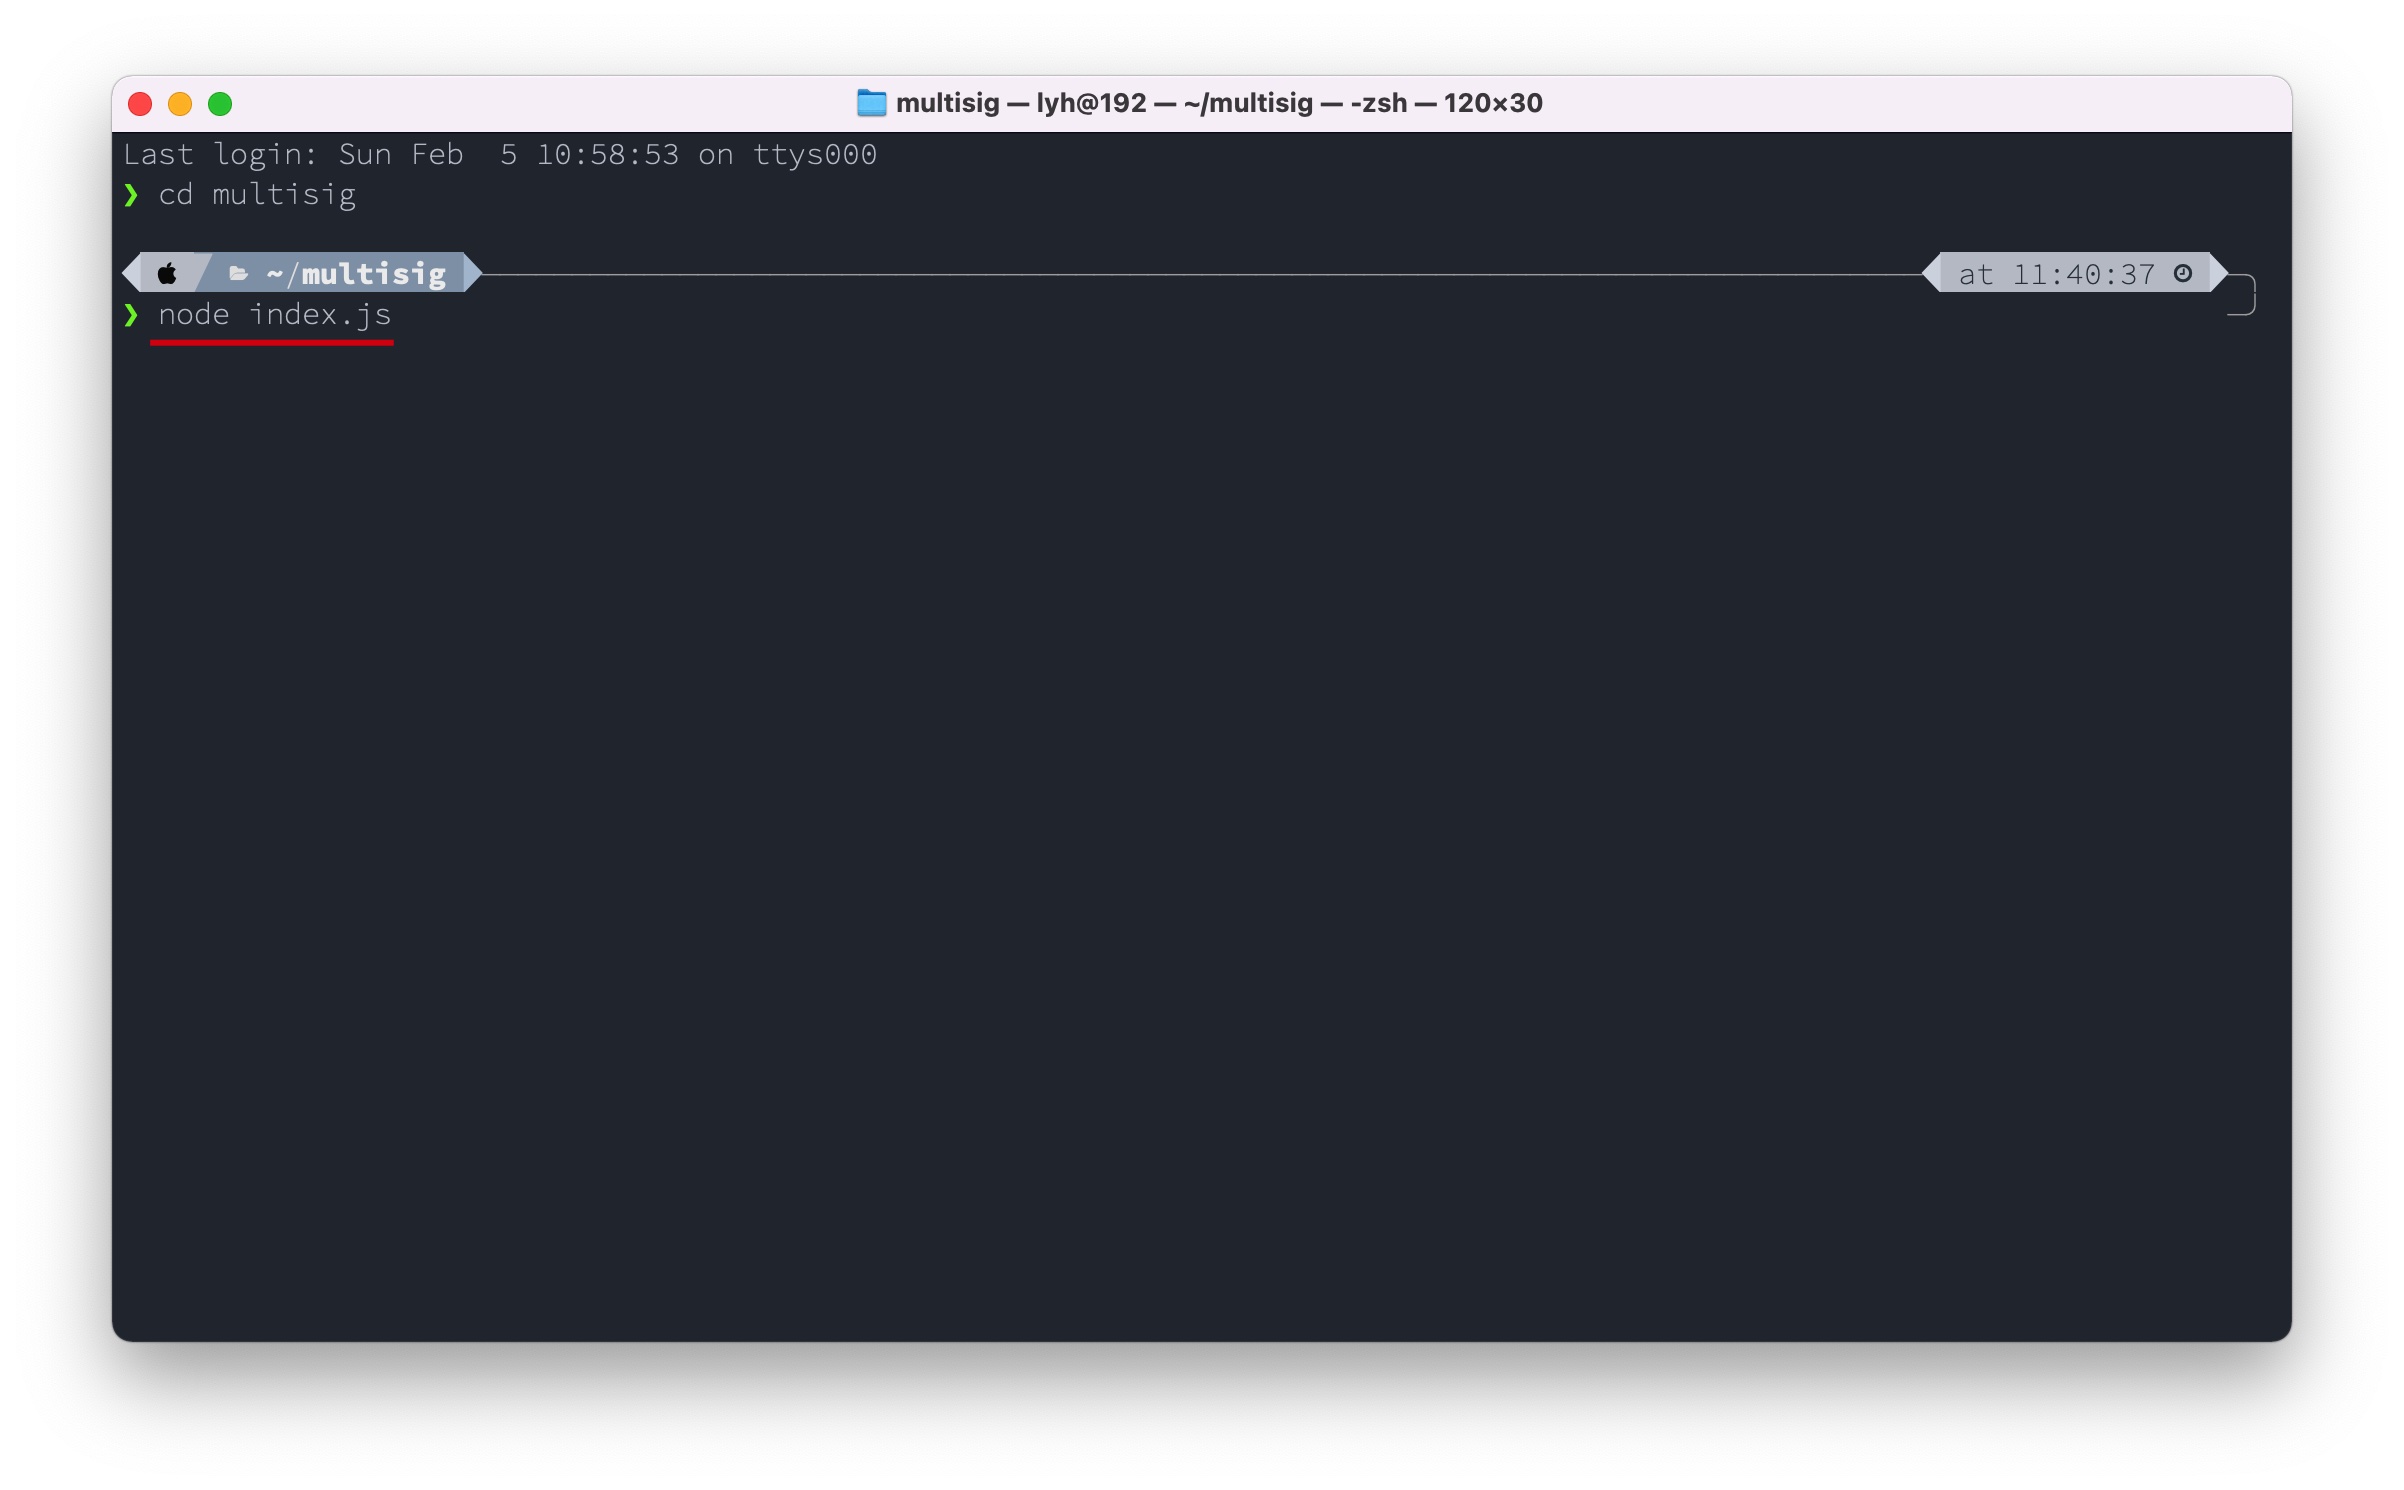 multisig — lyh@192 — ~/multisig — -zsh — 120×30
Last login: Sun Feb  5 10:58:53 on ttys000
❯ cd multisig
~/multisig at 11:40:37
❯ node index.js